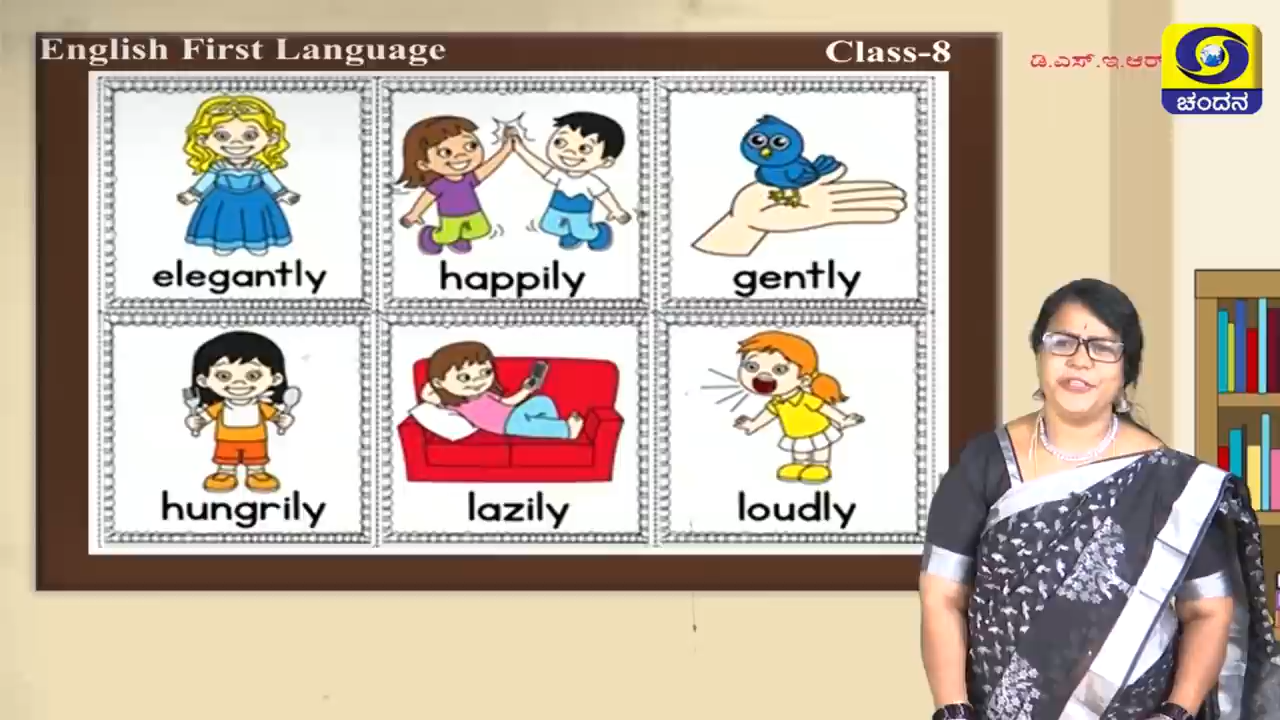 English First Language
Class-8
ಡಿ.ಎಸ್.ಇ.ಆರ್
ಚಂದನ
elegantly
happily
gently
hungrily
lazily
loudly